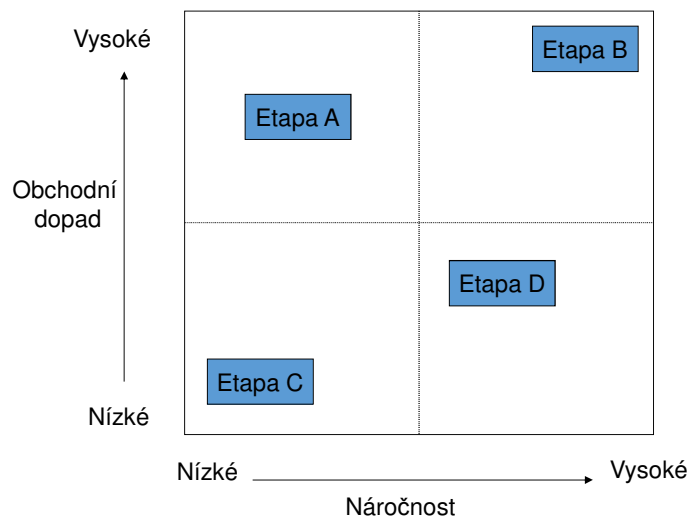 Vysoké
Etapa B
Etapa A
Obchodní
dopad
Etapa D
Etapa C
Nízké
Nízké
Vysoké
Náročnost